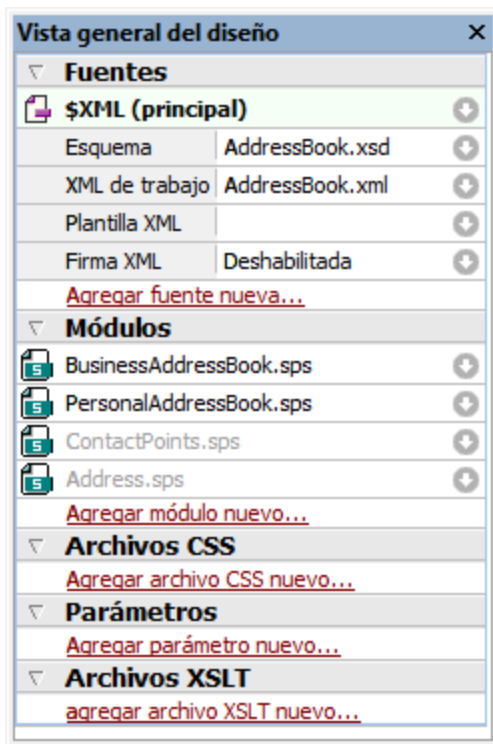 Vista general del diseño
Fuentes
$XML (principal)
Esquema AddressBook.xsd
XML de trabajo AddressBook.xml
Plantilla XML
Firma XML Deshabilitada
Agregar fuente nueva...
Módulos
BusinessAddressBook.sps
PersonalAddressBook.sps
ContactPoints.sps
Address.sps
Agregar módulo nuevo...
Archivos CSS
Agregar archivo CSS nuevo...
Parámetros
Agregar parámetro nuevo...
Archivos XSLT
agregar archivo XSLT nuevo...